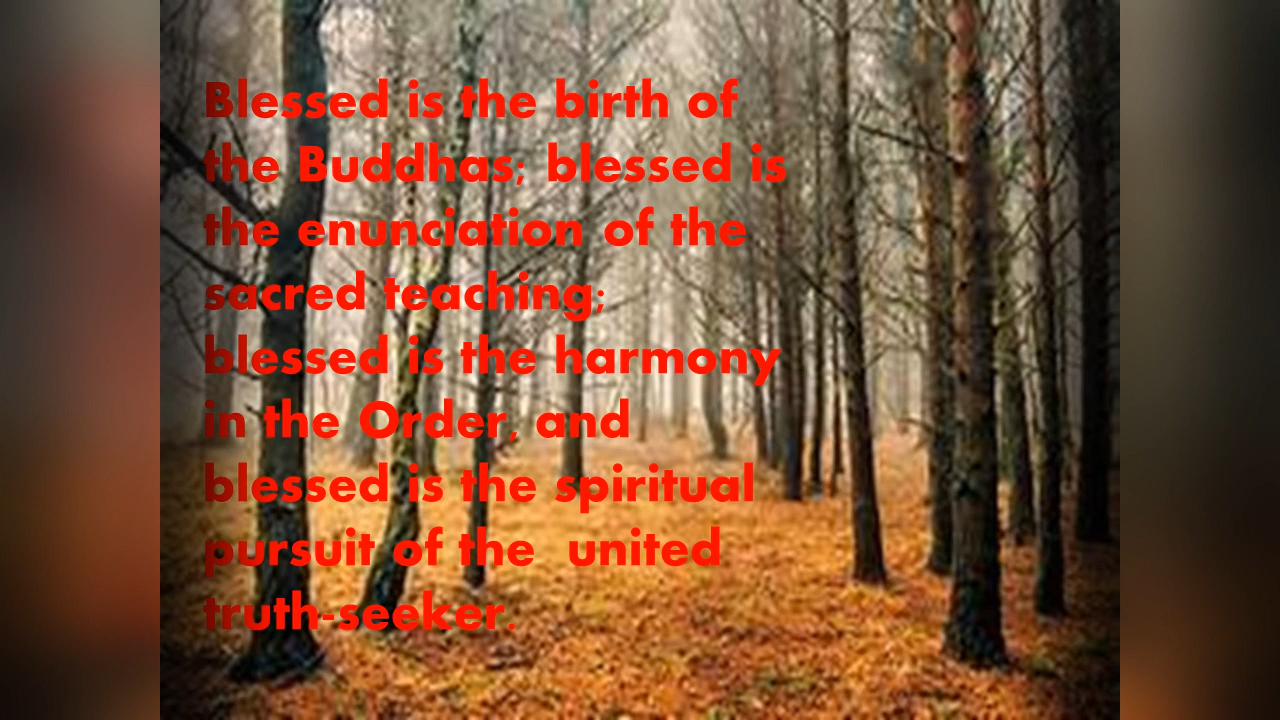 Blessed is the birth of
the Buddhas; blessed is
the enunciation of the
sacred teaching;
blessed is the harmony
in the Order, and
blessed is the spiritual
pursuit of the  united
truth-seeker.